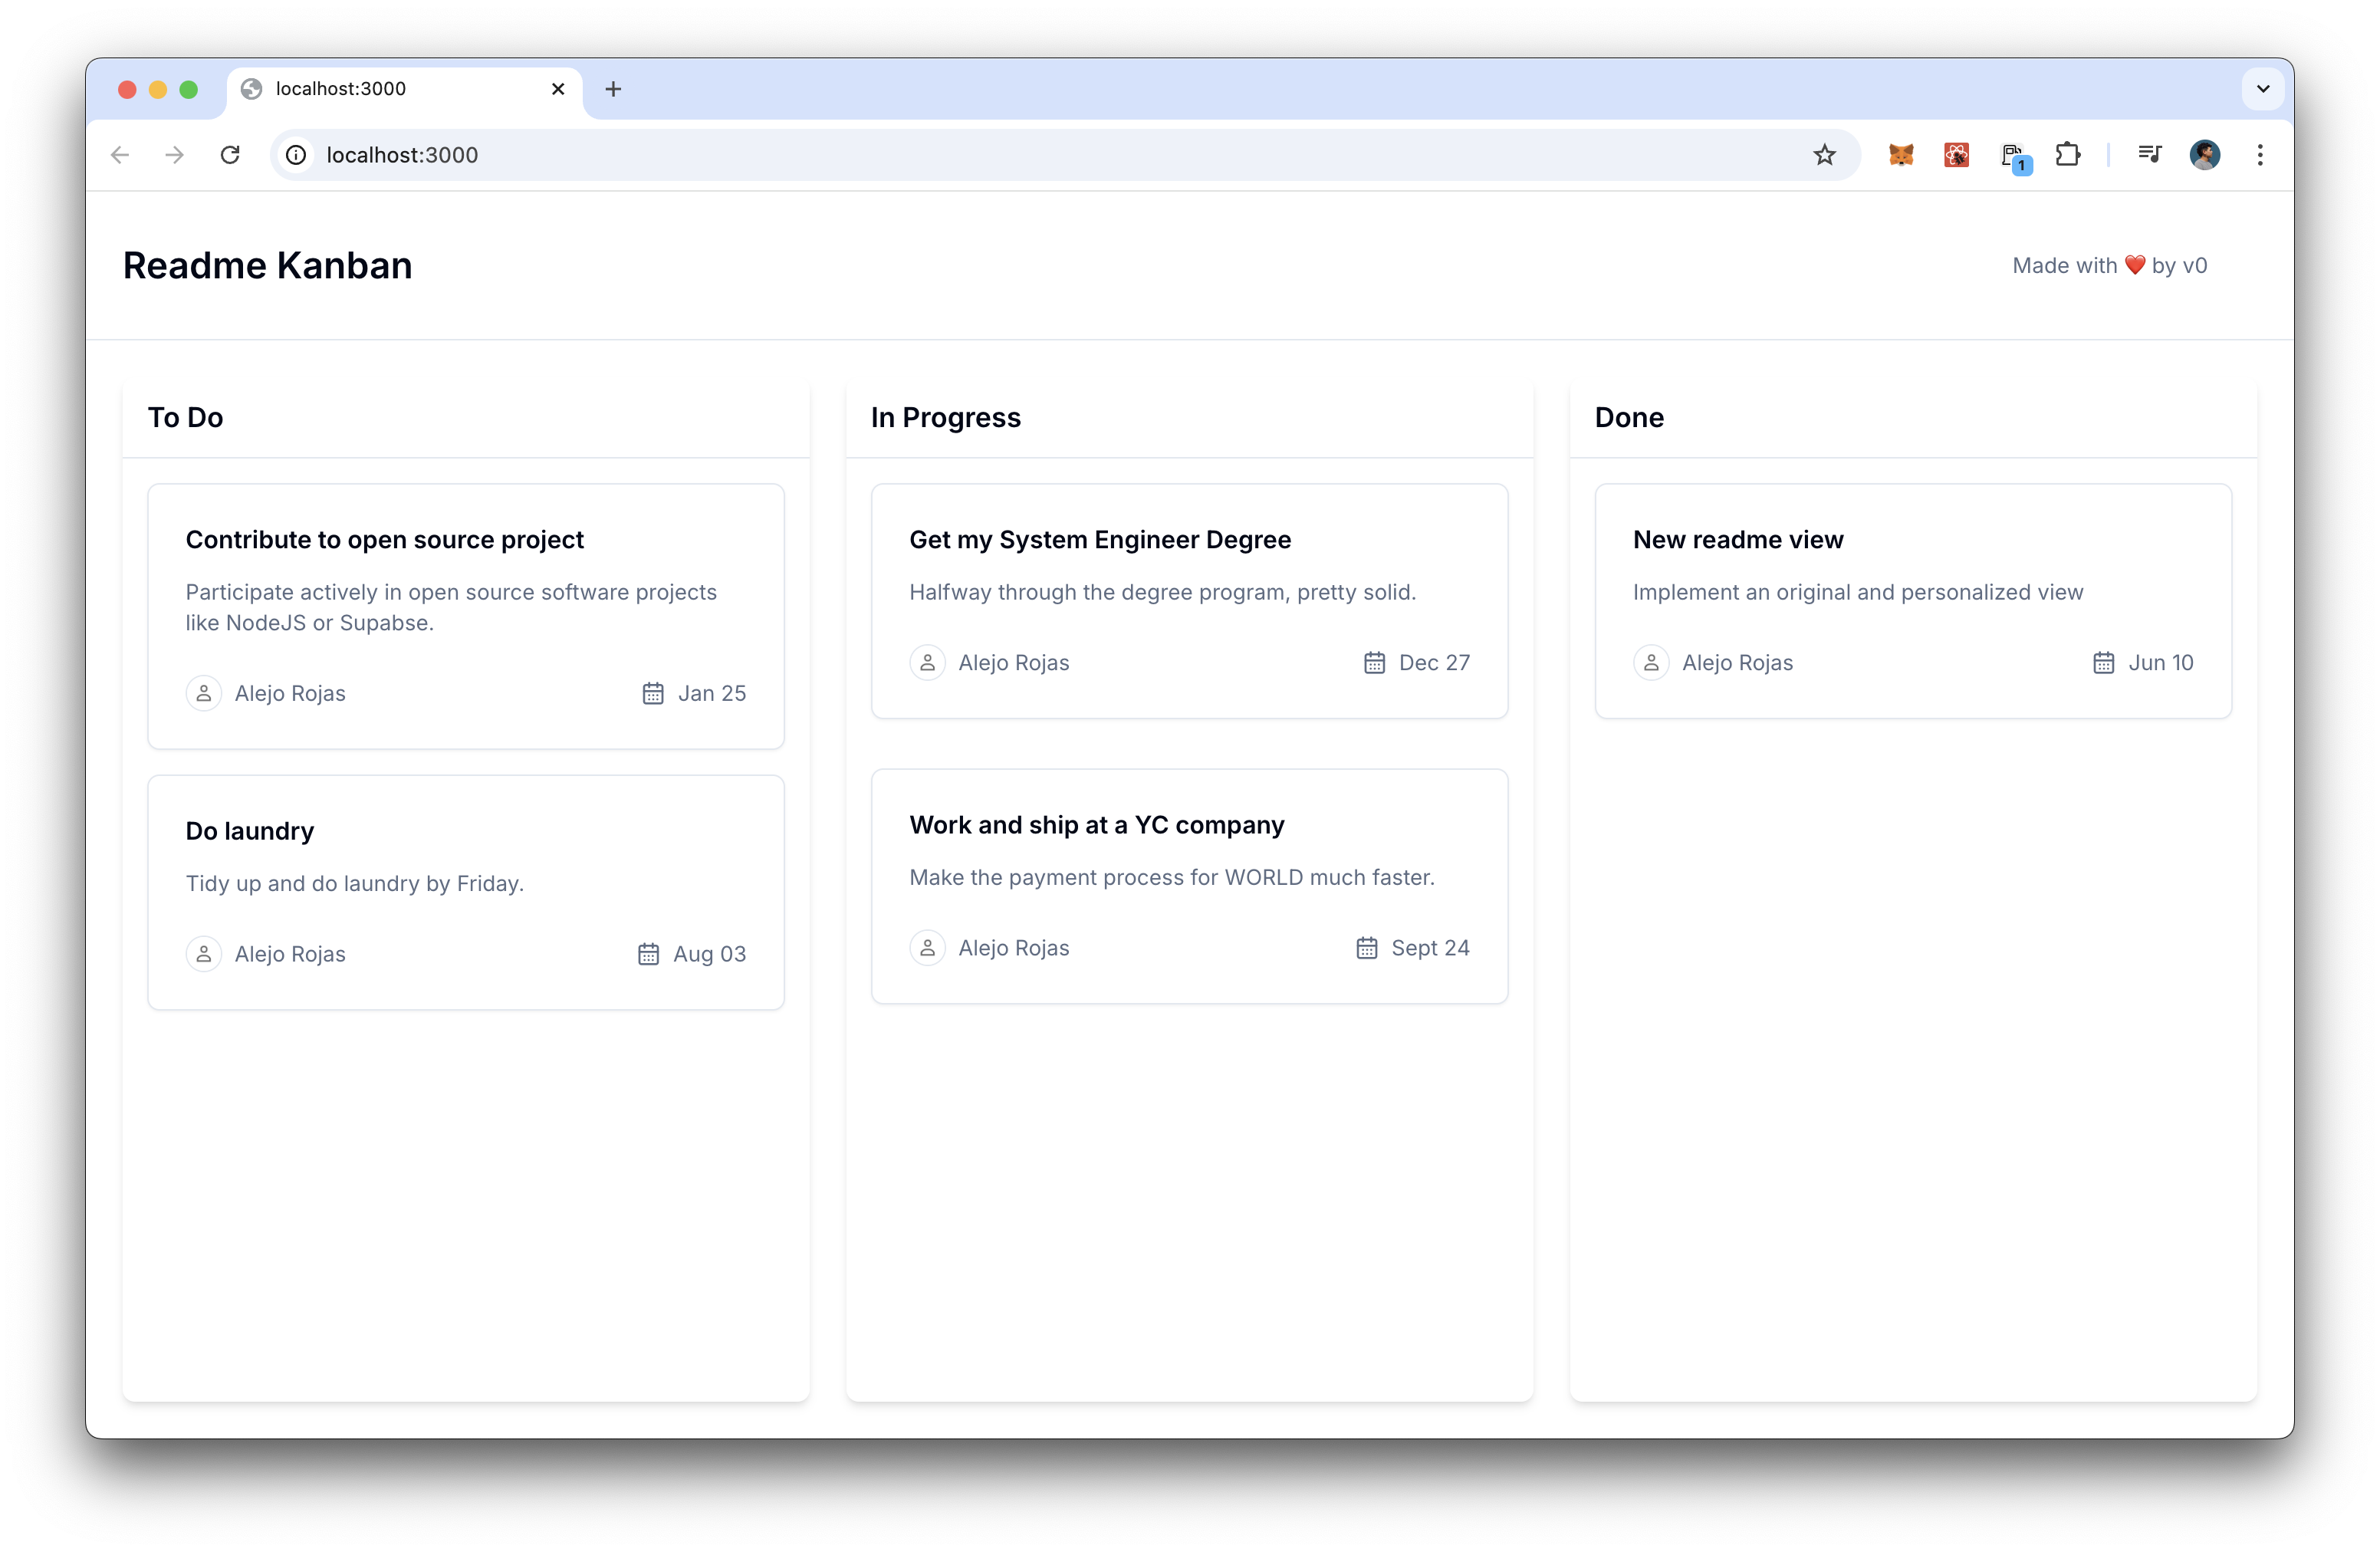 localhost:3000
localhost:3000
1
Readme Kanban
Made with ❤️ by v0
To Do
Contribute to open source project
Participate actively in open source software projects
like NodeJS or Supabse.
Alejo Rojas
Jan 25
Do laundry
Tidy up and do laundry by Friday.
Alejo Rojas
Aug 03
In Progress
Get my System Engineer Degree
Halfway through the degree program, pretty solid.
Alejo Rojas
Dec 27
Work and ship at a YC company
Make the payment process for WORLD much faster.
Alejo Rojas
Sept 24
Done
New readme view
Implement an original and personalized view
Alejo Rojas
Jun 10